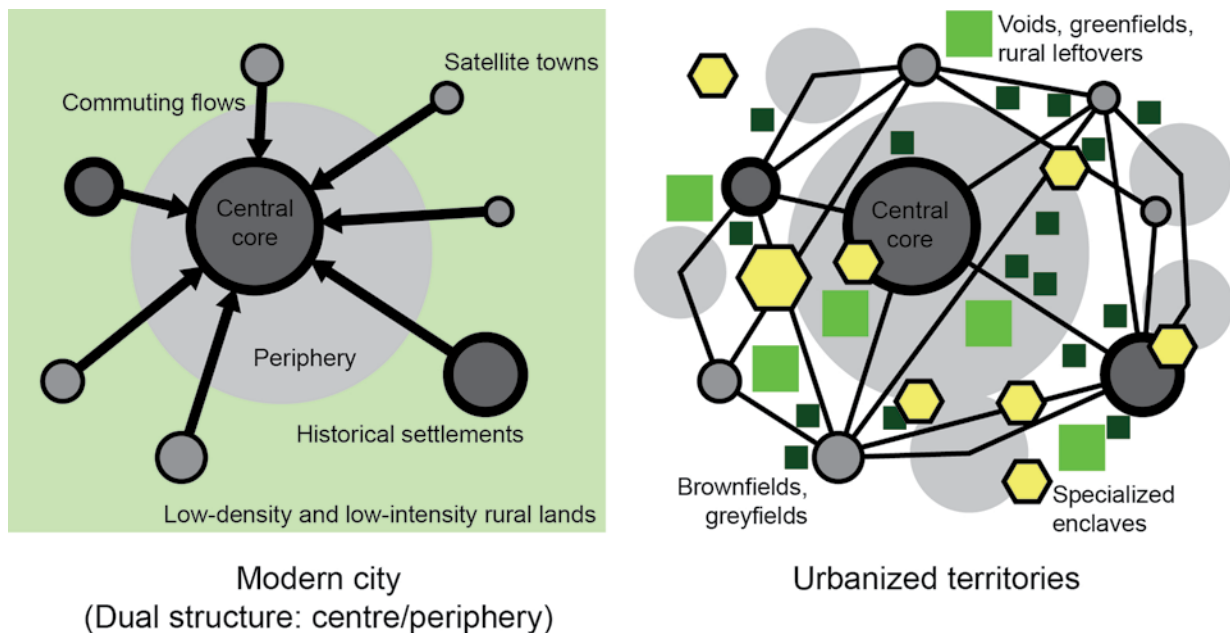 Commuting flows
Satellite towns
Central
core
Periphery
Historical settlements
Low-density and low-intensity rural lands
Modern city
(Dual structure: centre/periphery)
Voids, greenfields,
rural leftovers
Central
core
Brownfields,
greyfields
Specialized
enclaves
Urbanized territories